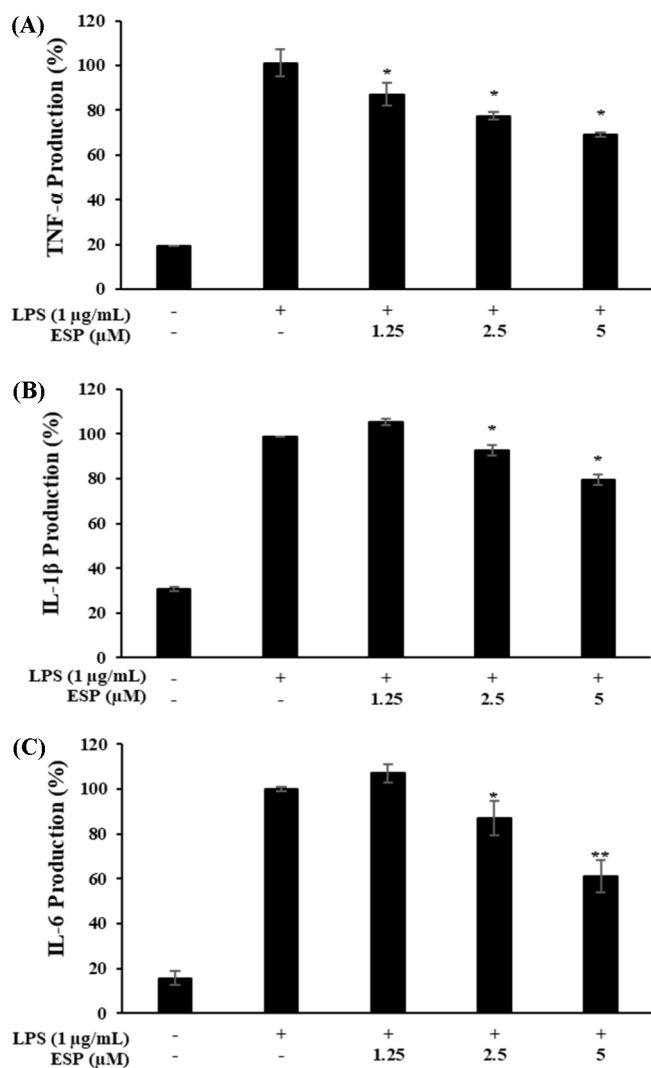 (A)
TNF-α Production (%)
120
100
80
60
40
20
0
*
*
*
LPS (1 µg/mL) - + + + +
ESP (µM) - - 1.25 2.5 5
(B)
IL-1β Production (%)
120
100
80
60
40
20
0
*
*
LPS (1 µg/mL) - + + + +
ESP (µM) - - 1.25 2.5 5
(C)
IL-6 Production (%)
120
100
80
60
40
20
0
*
**
LPS (1 µg/mL) - + + + +
ESP (µM) - - 1.25 2.5 5